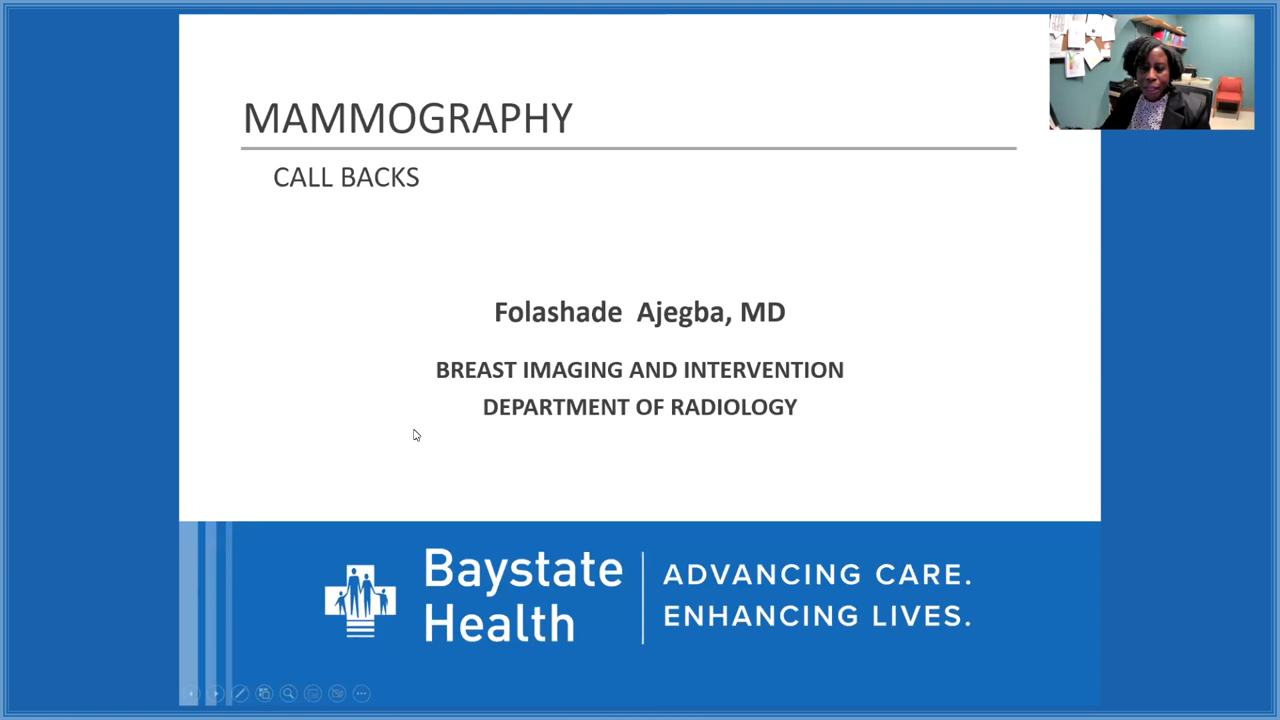 MAMMOGRAPHY
CALL BACKS
Folashade Ajegba, MD
BREAST IMAGING AND INTERVENTION
DEPARTMENT OF RADIOLOGY
Baystate
Health
ADVANCING CARE.
ENHANCING LIVES.